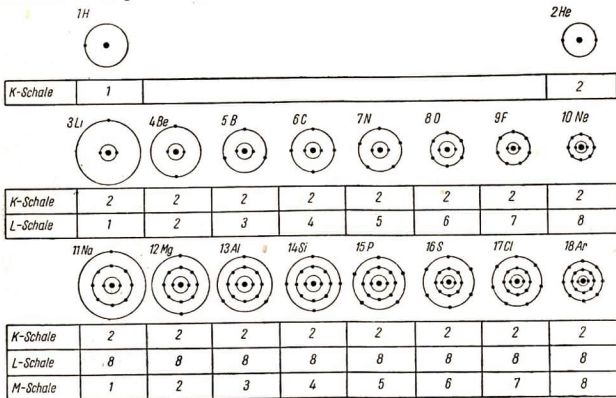 1H 2He
K-Schale 1 2
3Li 4Be 5B 6C 7N 8O 9F 10Ne
K-Schale 2 2 2 2 2 2 2 2
L-Schale 1 2 3 4 5 6 7 8
11Na 12Mg 13Al 14Si 15P 16S 17Cl 18Ar
K-Schale 2 2 2 2 2 2 2 2
L-Schale 8 8 8 8 8 8 8 8
M-Schale 1 2 3 4 5 6 7 8